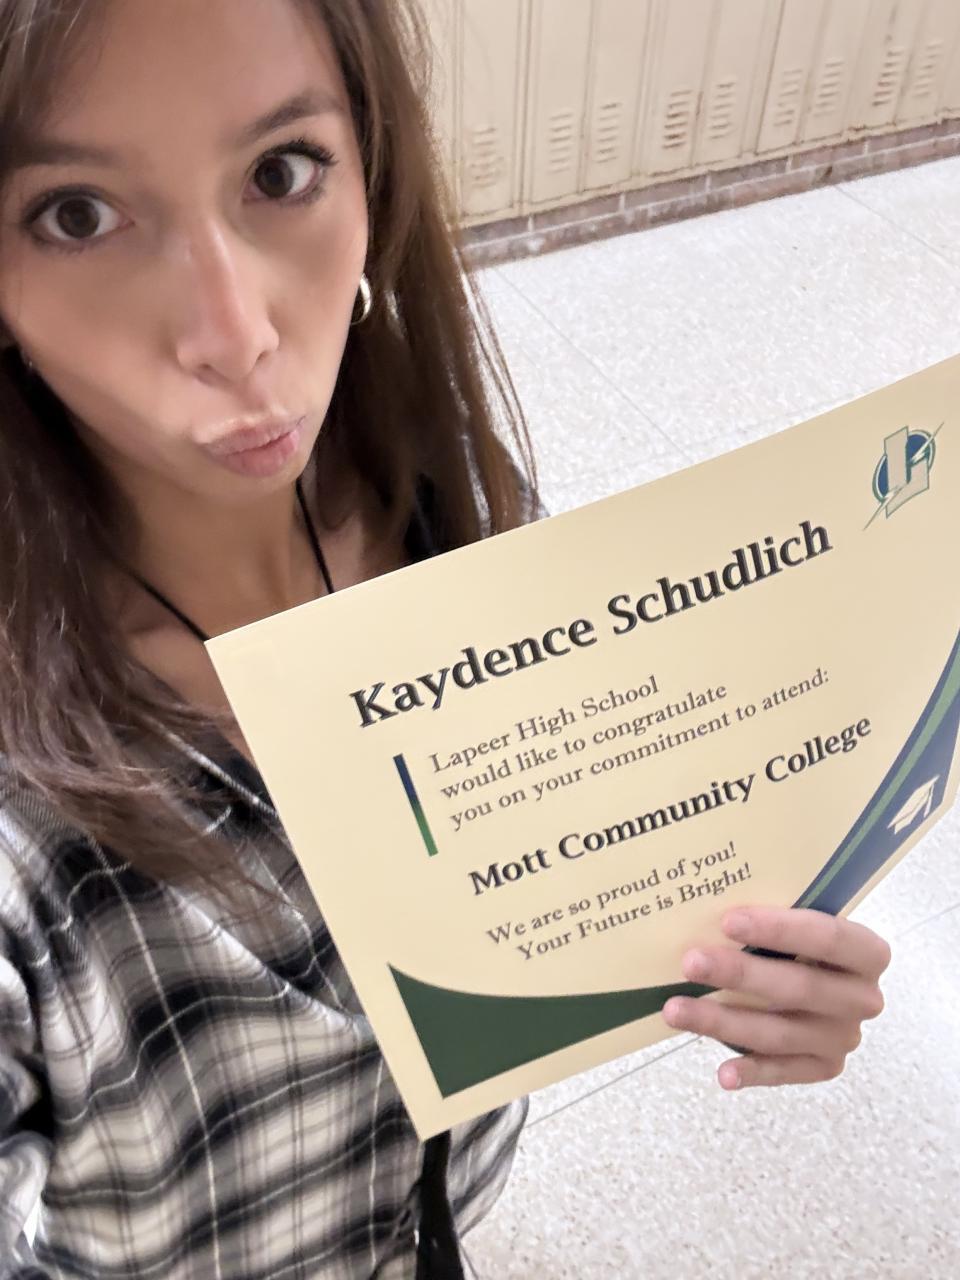 Kaydence Schudlich
Lapeer High School
would like to congratulate
you on your commitment to attend:
Mott Community College
We are so proud of you!
Your Future is Bright!